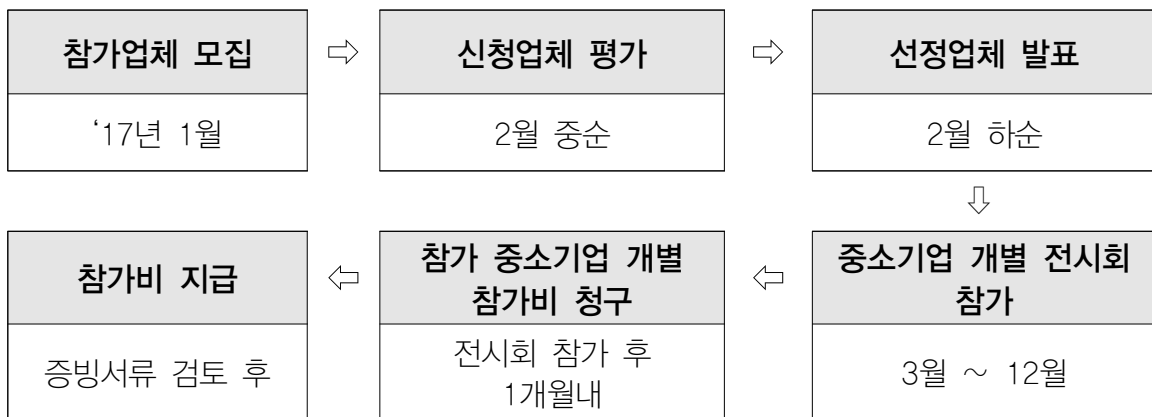 참가업체 모집
⇨
신청업체 평가
⇨
선정업체 발표
‘17년 1월
2월 중순
2월 하순
⇩
중소기업 개별 전시회
참가
3월 ~ 12월
⇦
참가 중소기업 개별
참가비 청구
전시회 참가 후
1개월내
⇦
참가비 지급
증빙서류 검토 후